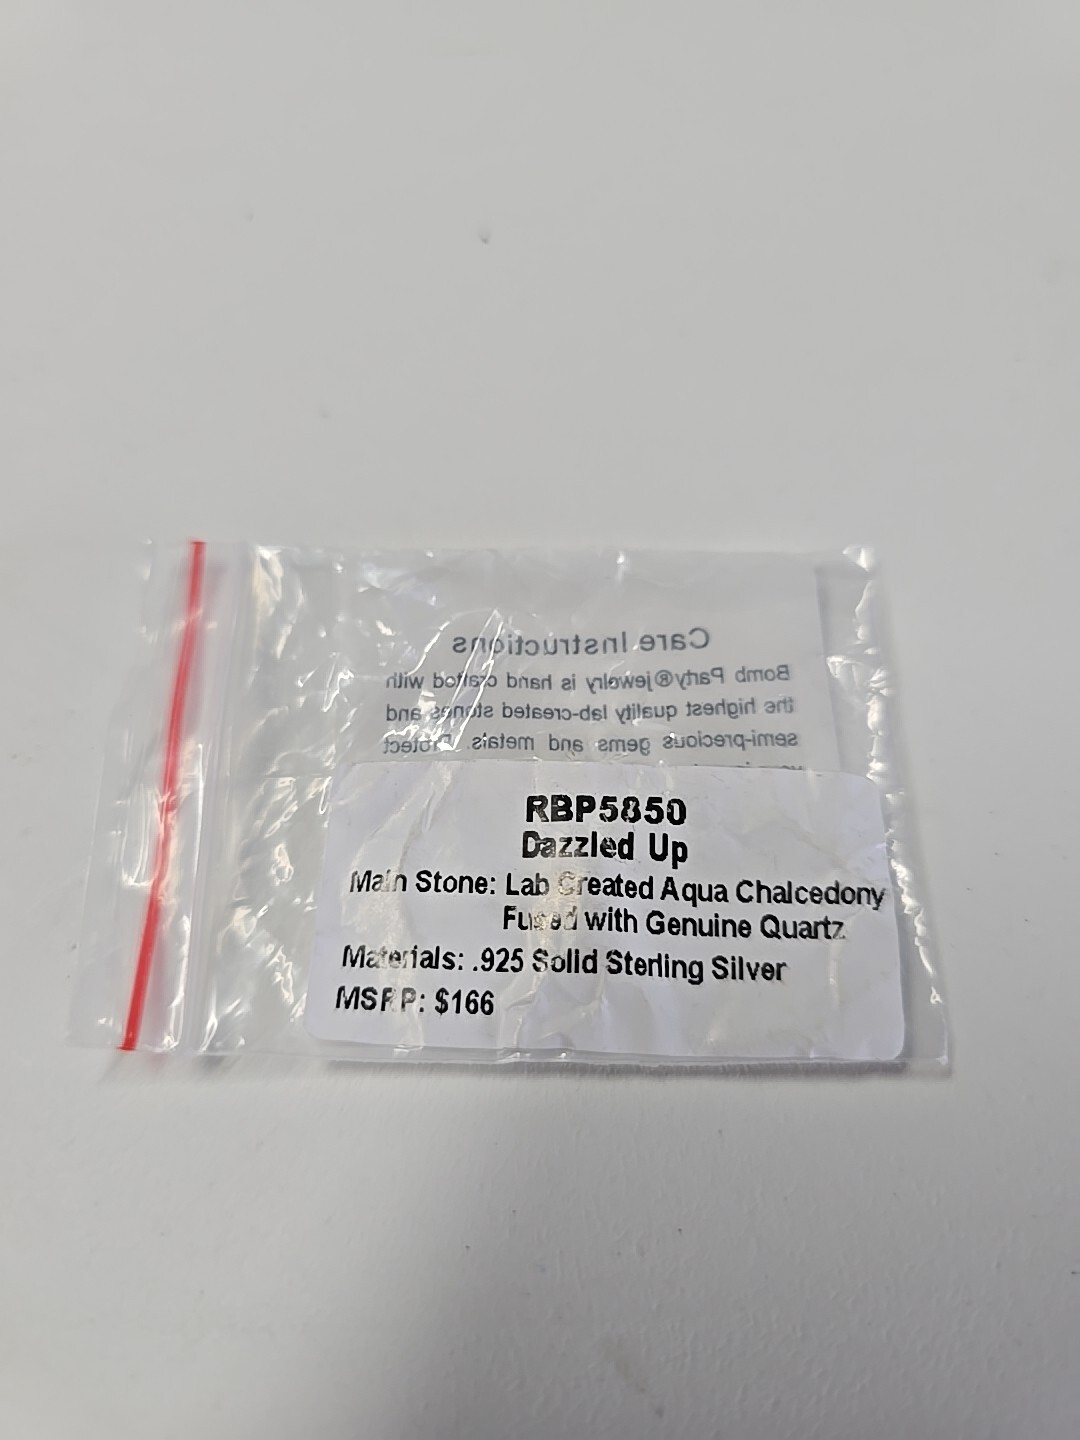 Care Instructions
Bomb Party® jewelry is hand crafted with
the highest quality lab-created stones and
semi-precious gems and metals. Protect
RBP5850
Dazzled Up
Main Stone: Lab Created Aqua Chalcedony
Fused with Genuine Quartz
Materials: .925 Solid Sterling Silver
MSRP: $166